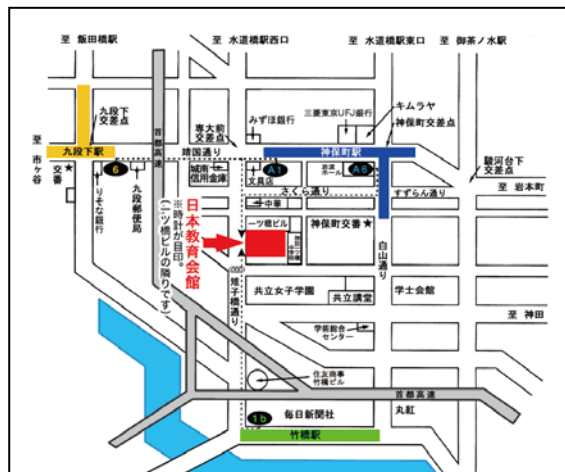 至 飯田橋駅
至 水道橋駅西口
至 水道橋駅東口
至 御茶ノ水駅
九段下
交差点
首都高速
専大前
交差点
みずほ銀行
三菱東京UFJ銀行
キムラヤ
神保町交差点
至 市ヶ谷
九段下駅
靖国通り
神保町駅
駿河台下
交差点
交番★
6
りそな銀行
九段郵便局
城南
信用金庫
A1
文具店
岩波
ホール
A6
さくら通り
すずらん通り
至 岩本町
中華
日本教育会館
※時計が目印。
(一ツ橋ビルの隣りです)
一ツ橋ビル
神保町交番★
白山通り
雉子橋通り
共立女子学園
共立講堂
学士会館
至 神田
学術総合
センター
住友商事
竹橋ビル
首都高速
1b
毎日新聞社
丸紅
竹橋駅